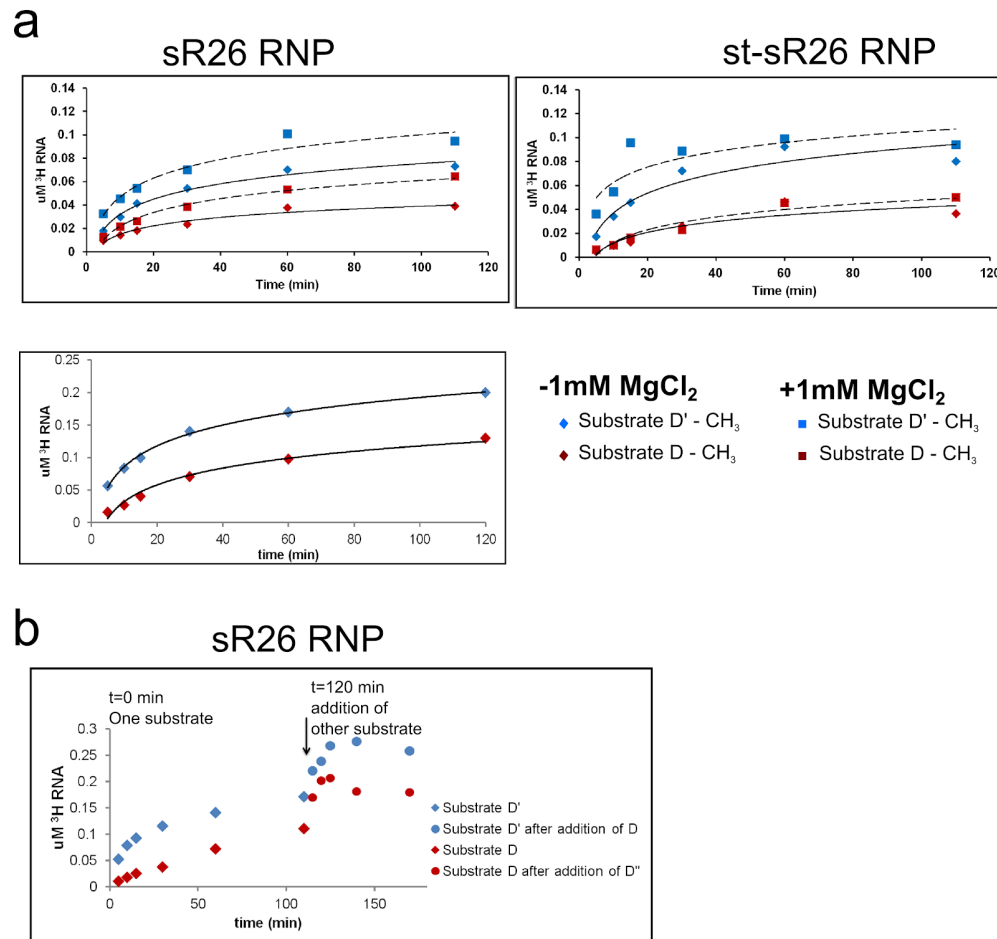 a
sR26 RNP
st-sR26 RNP
uM ³H RNA
0.14
0.12
0.1
0.08
0.06
0.04
0.02
0
0 20 40 60 80 100 120
Time (min)
uM ³H RNA
0.14
0.12
0.1
0.08
0.06
0.04
0.02
0
0 20 40 60 80 100 120
Time (min)
uM ³H RNA
0.25
0.2
0.15
0.1
0.05
0
0 20 40 60 80 100 120
time (min)
-1mM MgCl₂
Substrate D' - CH₃
Substrate D - CH₃
+1mM MgCl₂
Substrate D' - CH₃
Substrate D - CH₃
b
sR26 RNP
t=0 min
One substrate
t=120 min
addition of
other substrate
uM ³H RNA
0.3
0.25
0.2
0.15
0.1
0.05
0
0 50 100 150
time (min)
Substrate D'
Substrate D' after addition of D
Substrate D
Substrate D after addition of D"